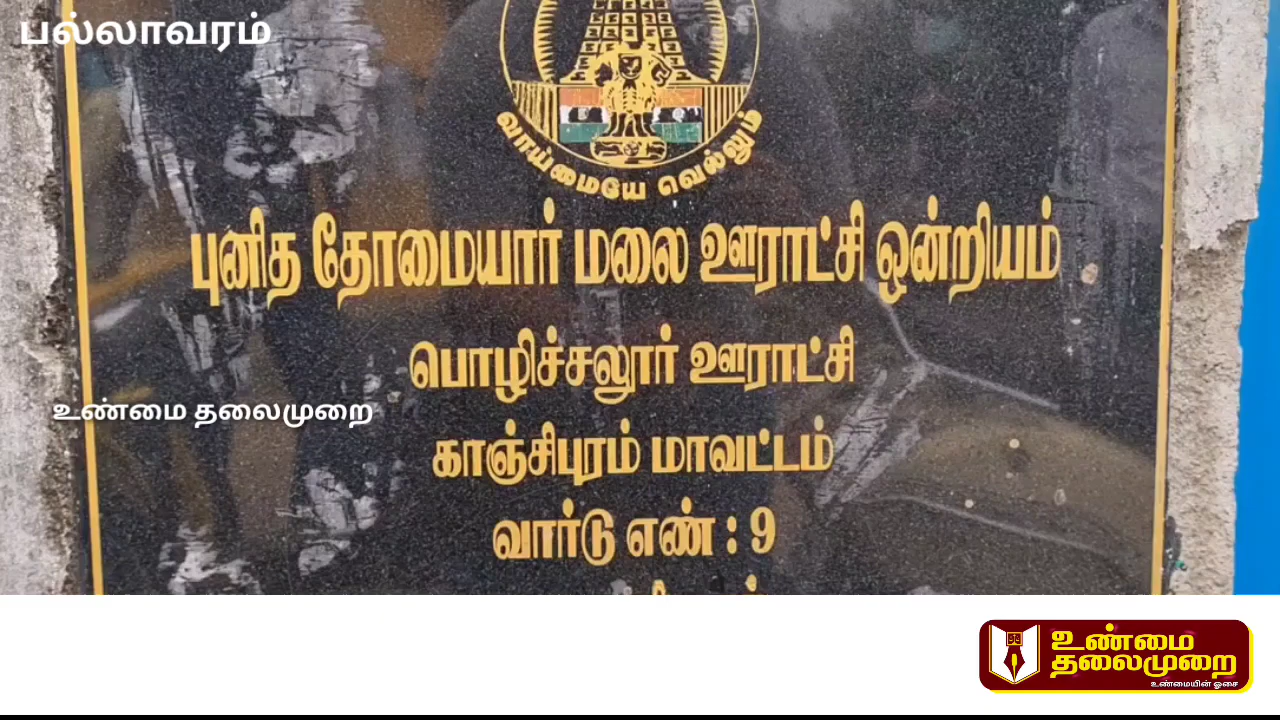 பல்லாவரம்
வாய்மையே வெல்லும்
புனித தோமையார் மலை ஊராட்சி ஒன்றியம்
பொழிச்சலூர் ஊராட்சி
உண்மை தலைமுறை
காஞ்சிபுரம் மாவட்டம்
வார்டு எண் : 9
உண்மை
தலைமுறை
உண்மையின் ஓசை